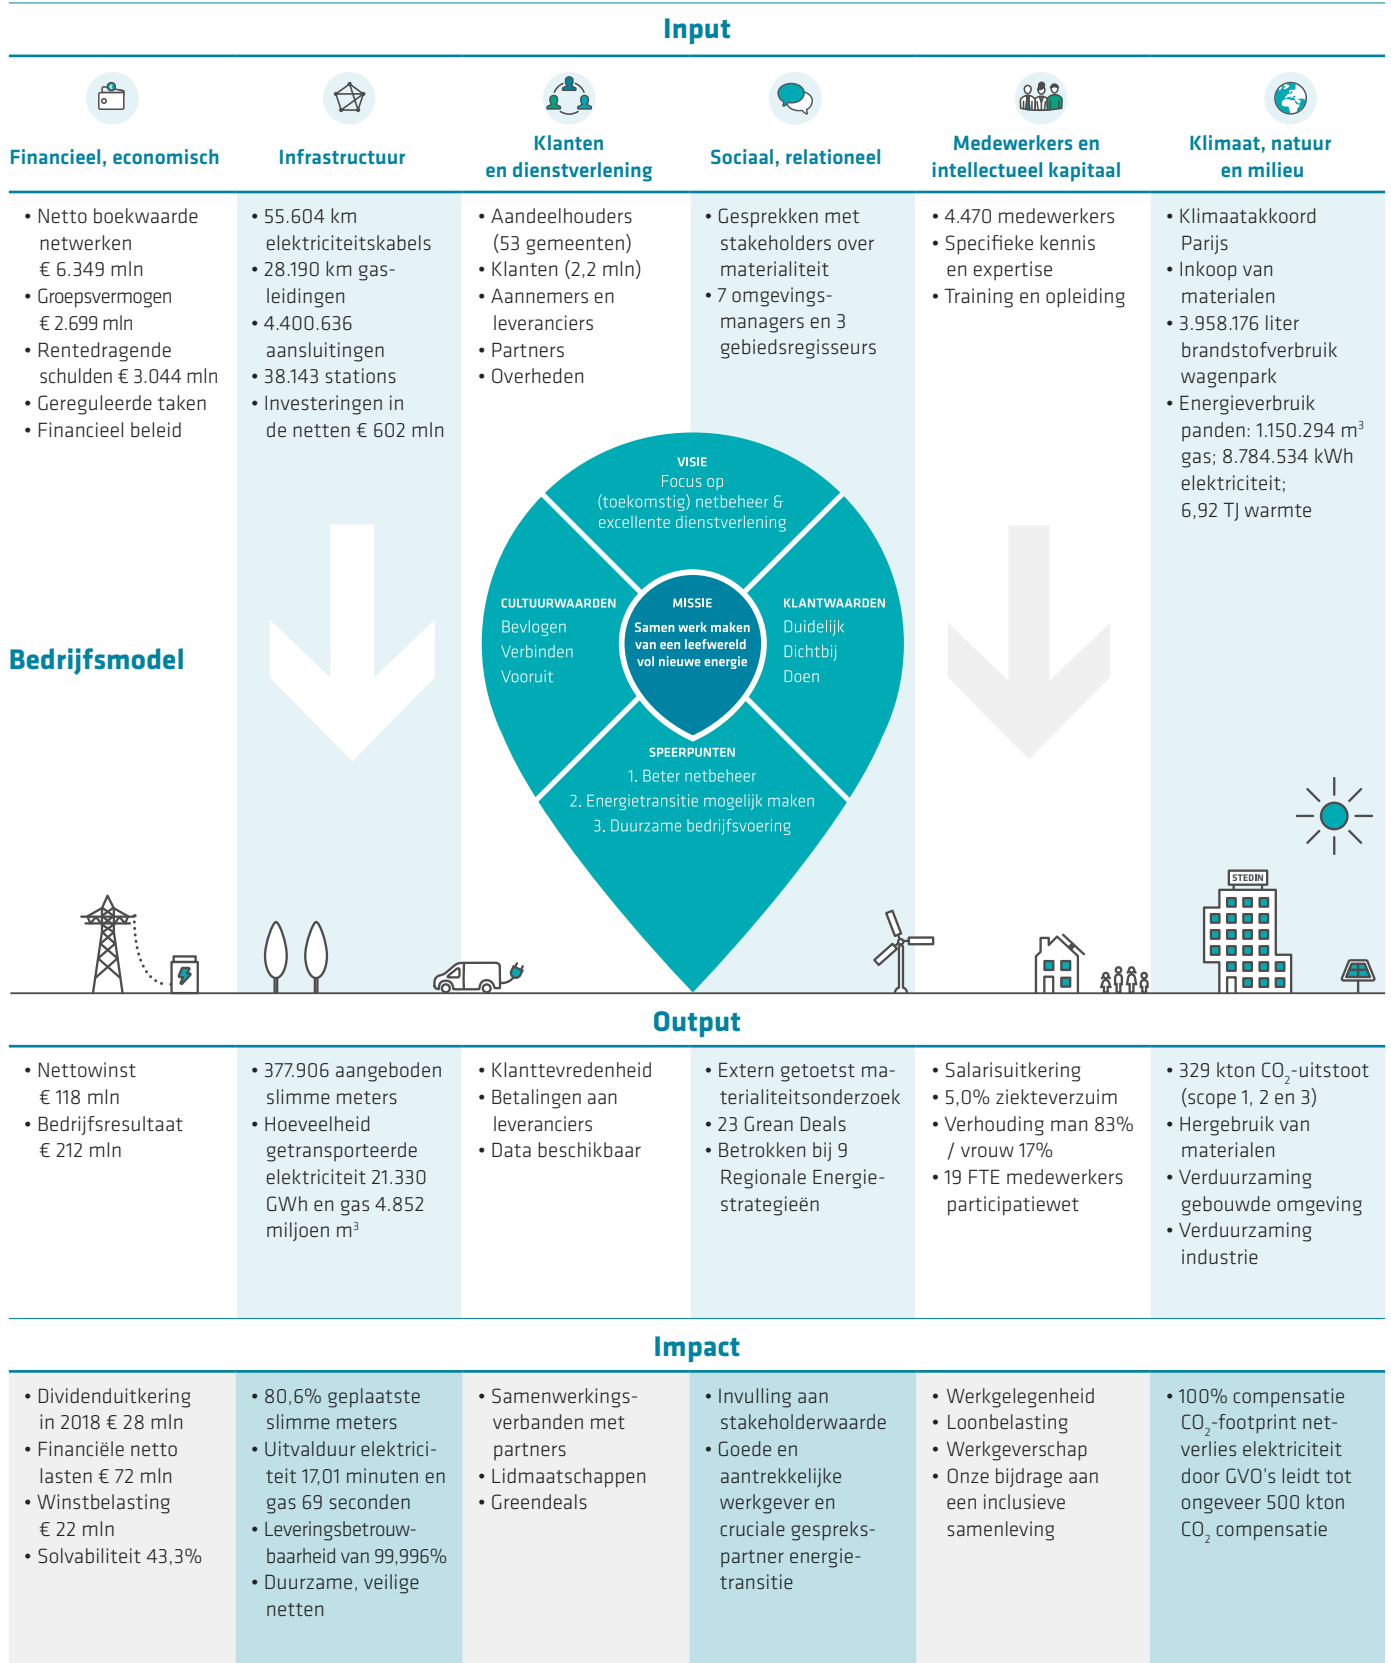 Input
Financieel, economisch
Infrastructuur
Klanten
en dienstverlening
Sociaal, relationeel
Medewerkers en
intellectueel kapitaal
Klimaat, natuur
en milieu
• Netto boekwaarde
netwerken
€ 6.349 mln
• Groepsvermogen
€ 2.699 mln
• Rentedragende
schulden € 3.044 mln
• Gereguleerde taken
• Financieel beleid
• 55.604 km
elektriciteitskabels
• 28.190 km gas-
leidingen
• 4.400.636
aansluitingen
• 38.143 stations
• Investeringen in
de netten € 602 mln
• Aandeelhouders
(53 gemeenten)
• Klanten (2,2 mln)
• Aannemers en
leveranciers
• Partners
• Overheden
• Gesprekken met
stakeholders over
materialiteit
• 7 omgevings-
managers en 3
gebiedsregisseurs
• 4.470 medewerkers
• Specifieke kennis
en expertise
• Training en opleiding
• Klimaatakkoord
Parijs
• Inkoop van
materialen
• 3.958.176 liter
brandstofverbruik
wagenpark
• Energieverbruik
panden: 1.150.294 m³
gas; 8.784.534 kWh
elektriciteit;
6,92 TJ warmte
Bedrijfsmodel
VISIE
Focus op
(toekomstig) netbeheer &
excellente dienstverlening
CULTUURWAARDEN
Bevlogen
Verbinden
Vooruit
MISSIE
Samen werk maken
van een leefwereld
vol nieuwe energie
KLANTWAARDEN
Duidelijk
Dichtbij
Doen
SPEERPUNTEN
1. Beter netbeheer
2. Energietransitie mogelijk maken
3. Duurzame bedrijfsvoering
STEDIN
Output
• Nettowinst
€ 118 mln
• Bedrijfsresultaat
€ 212 mln
• 377.906 aangeboden
slimme meters
• Hoeveelheid
getransporteerde
elektriciteit 21.330
GWh en gas 4.852
miljoen m³
• Klanttevredenheid
• Betalingen aan
leveranciers
• Data beschikbaar
• Extern getoetst ma-
terialiteitsonderzoek
• 23 Grean Deals
• Betrokken bij 9
Regionale Energie-
strategieën
• Salarisuitkering
• 5,0% ziekteverzuim
• Verhouding man 83%
/ vrouw 17%
• 19 FTE medewerkers
participatiewet
• 329 kton CO₂-uitstoot
(scope 1, 2 en 3)
• Hergebruik van
materialen
• Verduurzaming
gebouwde omgeving
• Verduurzaming
industrie
Impact
• Dividenduitkering
in 2018 € 28 mln
• Financiële netto
lasten € 72 mln
• Winstbelasting
€ 22 mln
• Solvabiliteit 43,3%
• 80,6% geplaatste
slimme meters
• Uitvalduur elektrici-
teit 17,01 minuten en
gas 69 seconden
• Leveringsbetrouw-
baarheid van 99,996%
• Duurzame, veilige
netten
• Samenwerkings-
verbanden met
partners
• Lidmaatschappen
• Greendeals
• Invulling aan
stakeholderwaarde
• Goede en
aantrekkelijke
werkgever en
cruciale gespreks-
partner energie-
transitie
• Werkgelegenheid
• Loonbelasting
• Werkgeverschap
• Onze bijdrage aan
een inclusieve
samenleving
• 100% compensatie
CO₂-footprint net-
verlies elektriciteit
door GVO's leidt tot
ongeveer 500 kton
CO₂ compensatie